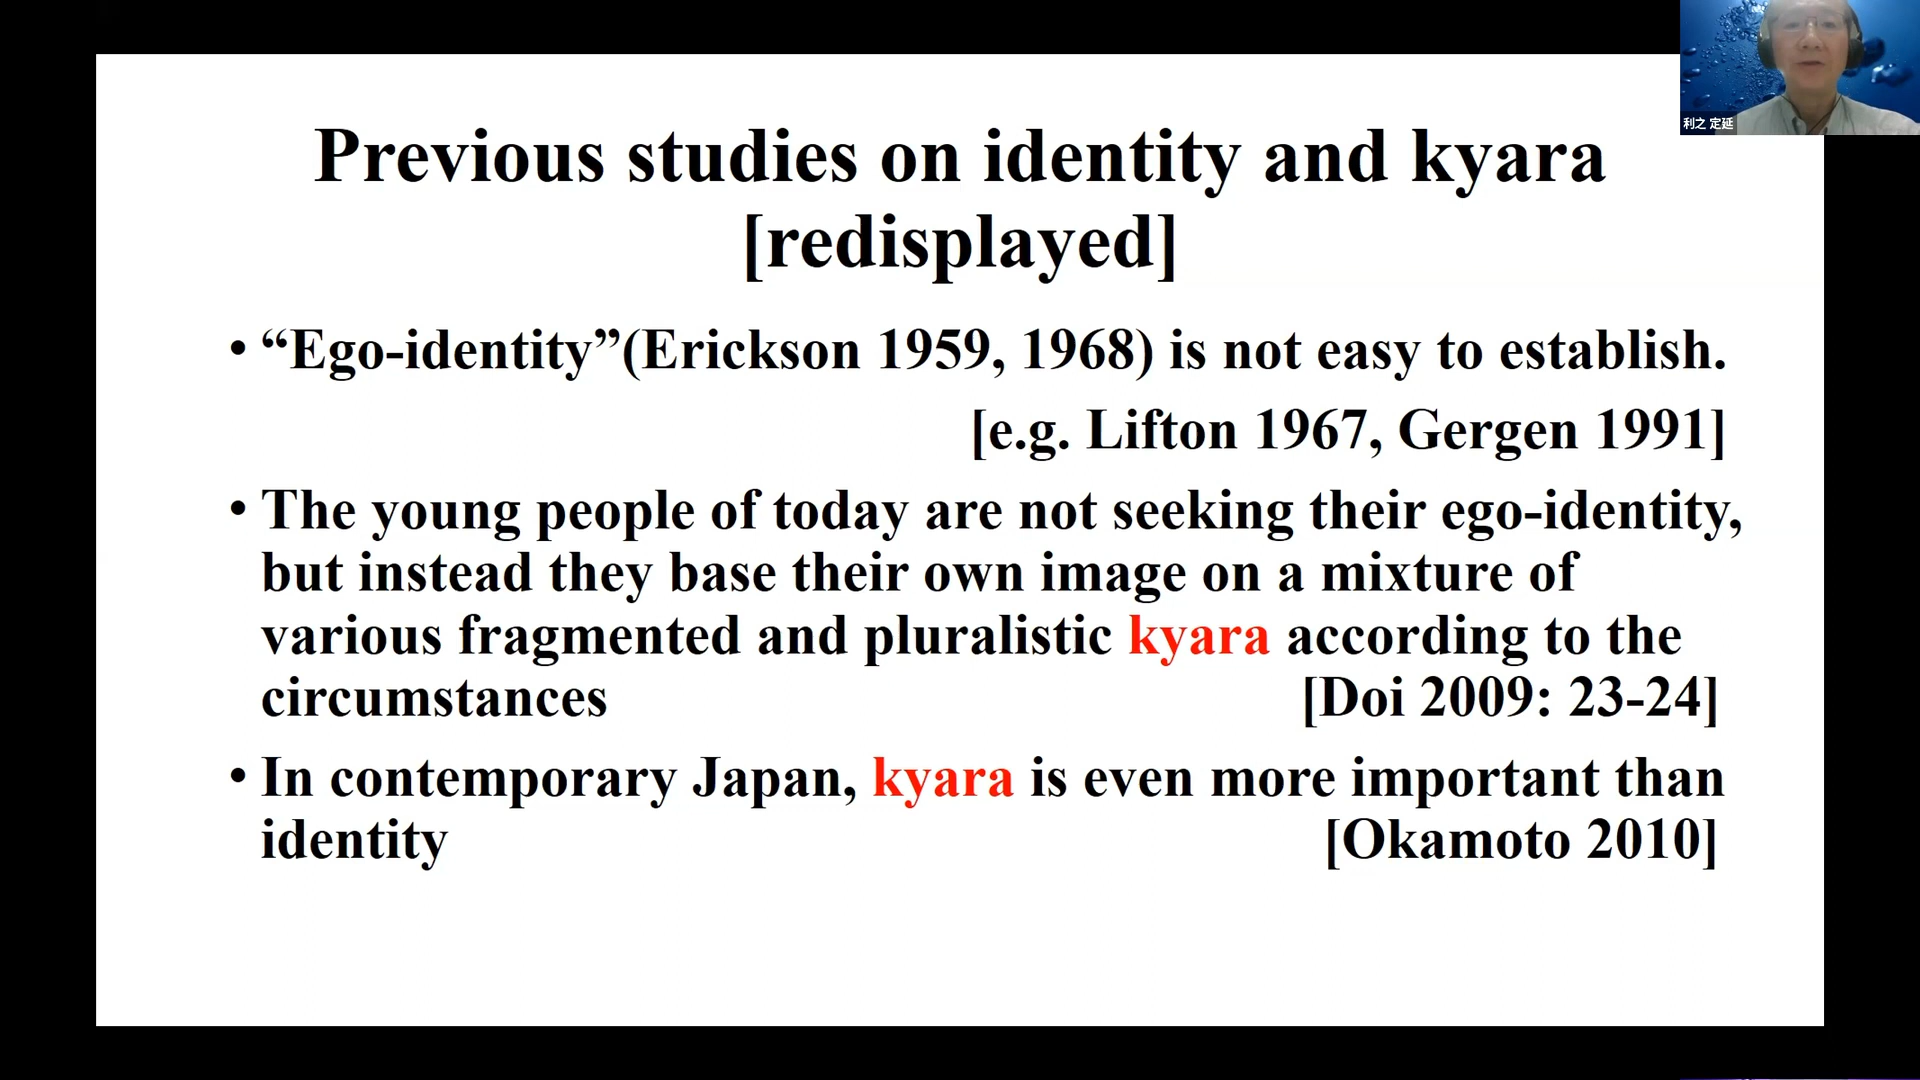 利之 定延
Previous studies on identity and kyara
[redisplayed]
• “Ego-identity”(Erickson 1959, 1968) is not easy to establish.
[e.g. Lifton 1967, Gergen 1991]
• The young people of today are not seeking their ego-identity,
but instead they base their own image on a mixture of
various fragmented and pluralistic kyara according to the
circumstances [Doi 2009: 23-24]
• In contemporary Japan, kyara is even more important than
identity [Okamoto 2010]